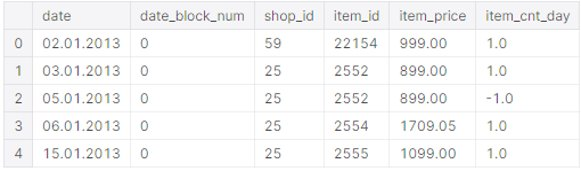 date date_block_num shop_id item_id item_price item_cnt_day
0 02.01.2013 0 59 22154 999.00 1.0
1 03.01.2013 0 25 2552 899.00 1.0
2 05.01.2013 0 25 2552 899.00 -1.0
3 06.01.2013 0 25 2554 1709.05 1.0
4 15.01.2013 0 25 2555 1099.00 1.0